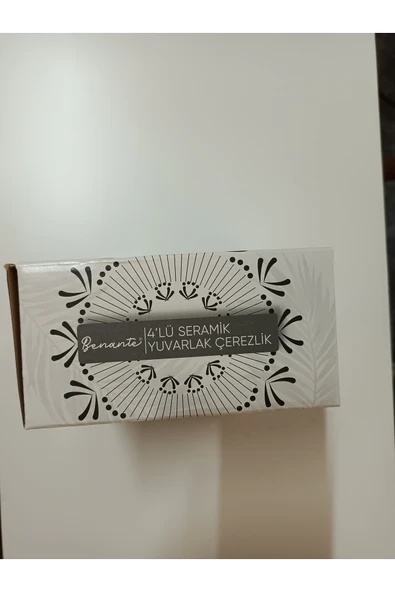 Benante
4'LÜ SERAMİK
YUVARLAK ÇEREZLİK